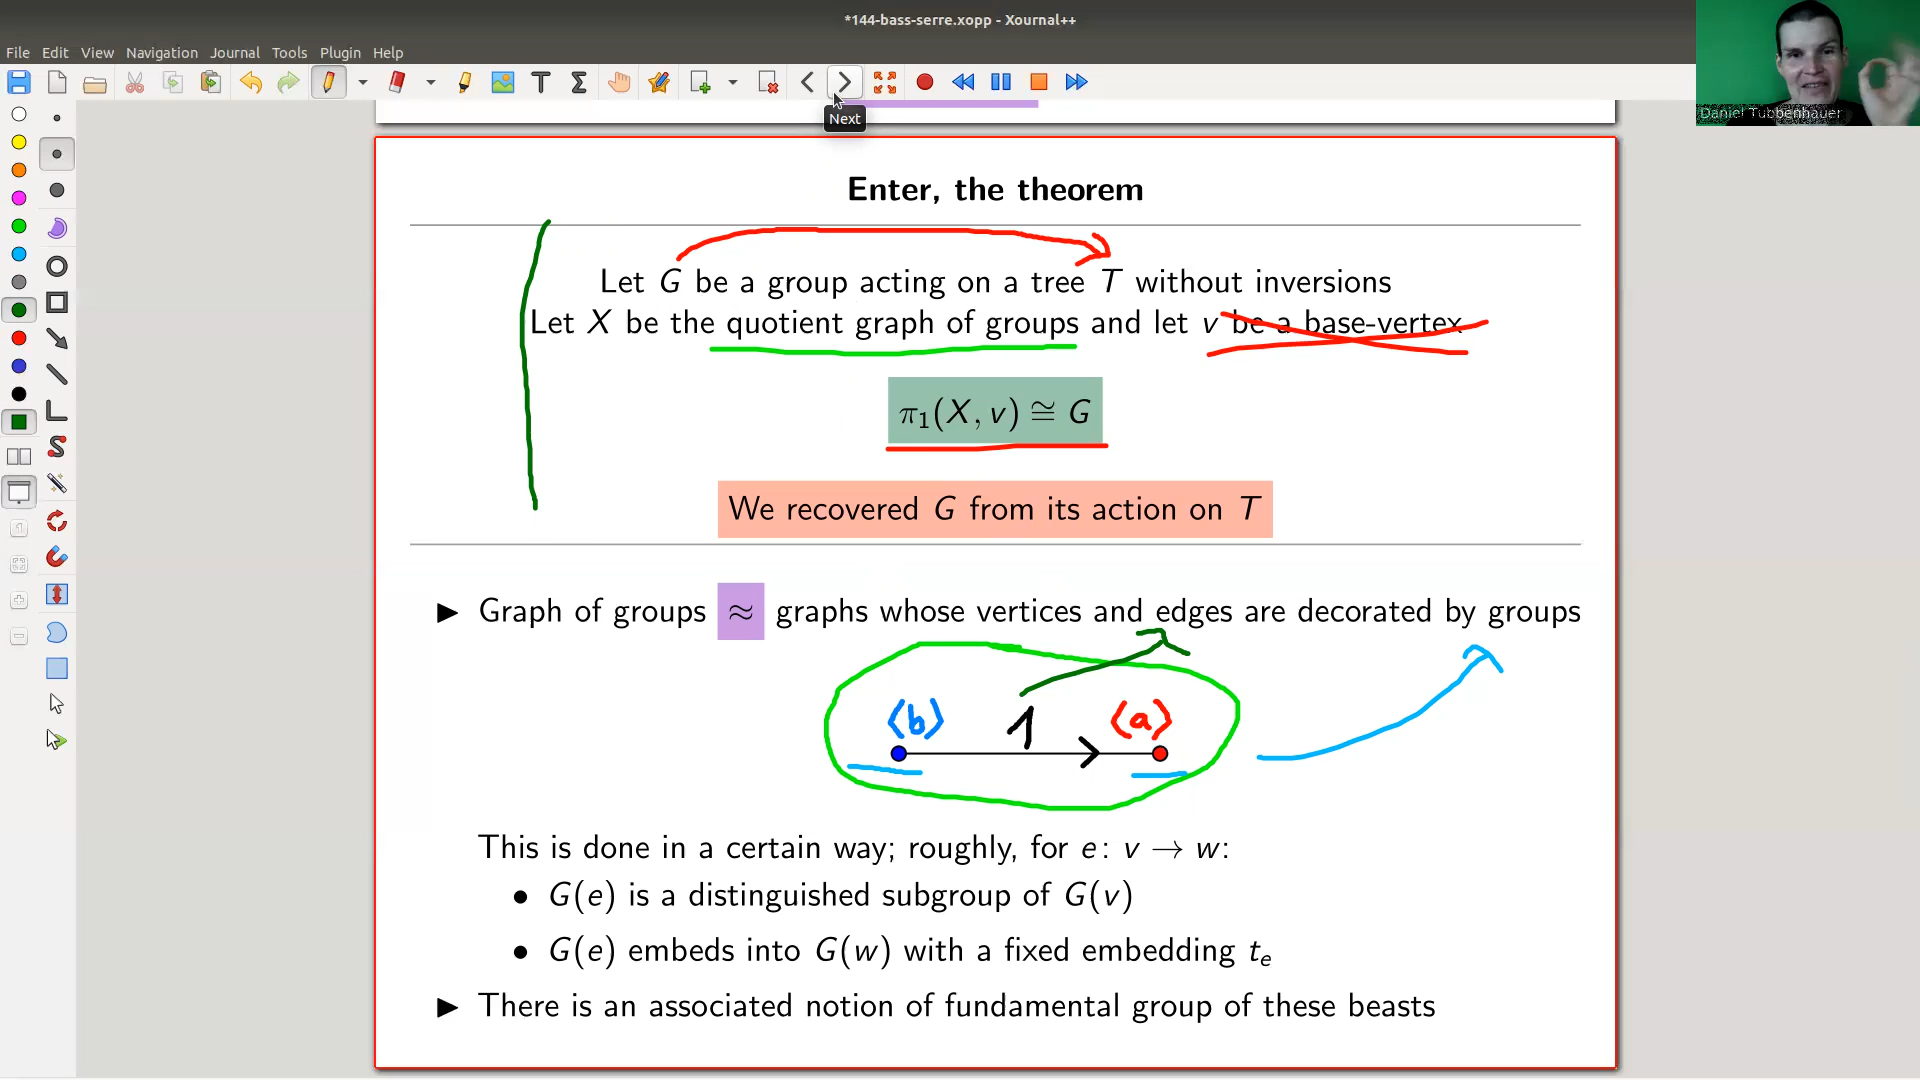 *144-bass-serre.xopp - Xournal++
File Edit View Navigation Journal Tools Plugin Help
Next
Daniel Tubbenhauer
Enter, the theorem
Let G be a group acting on a tree T without inversions
Let X be the quotient graph of groups and let v be a base-vertex
π₁(X, v) ≅ G
We recovered G from its action on T
▶ Graph of groups ≈ graphs whose vertices and edges are decorated by groups
⟨b⟩ 1 ⟨a⟩
This is done in a certain way; roughly, for e: v → w:
• G(e) is a distinguished subgroup of G(v)
• G(e) embeds into G(w) with a fixed embedding tₑ
▶ There is an associated notion of fundamental group of these beasts